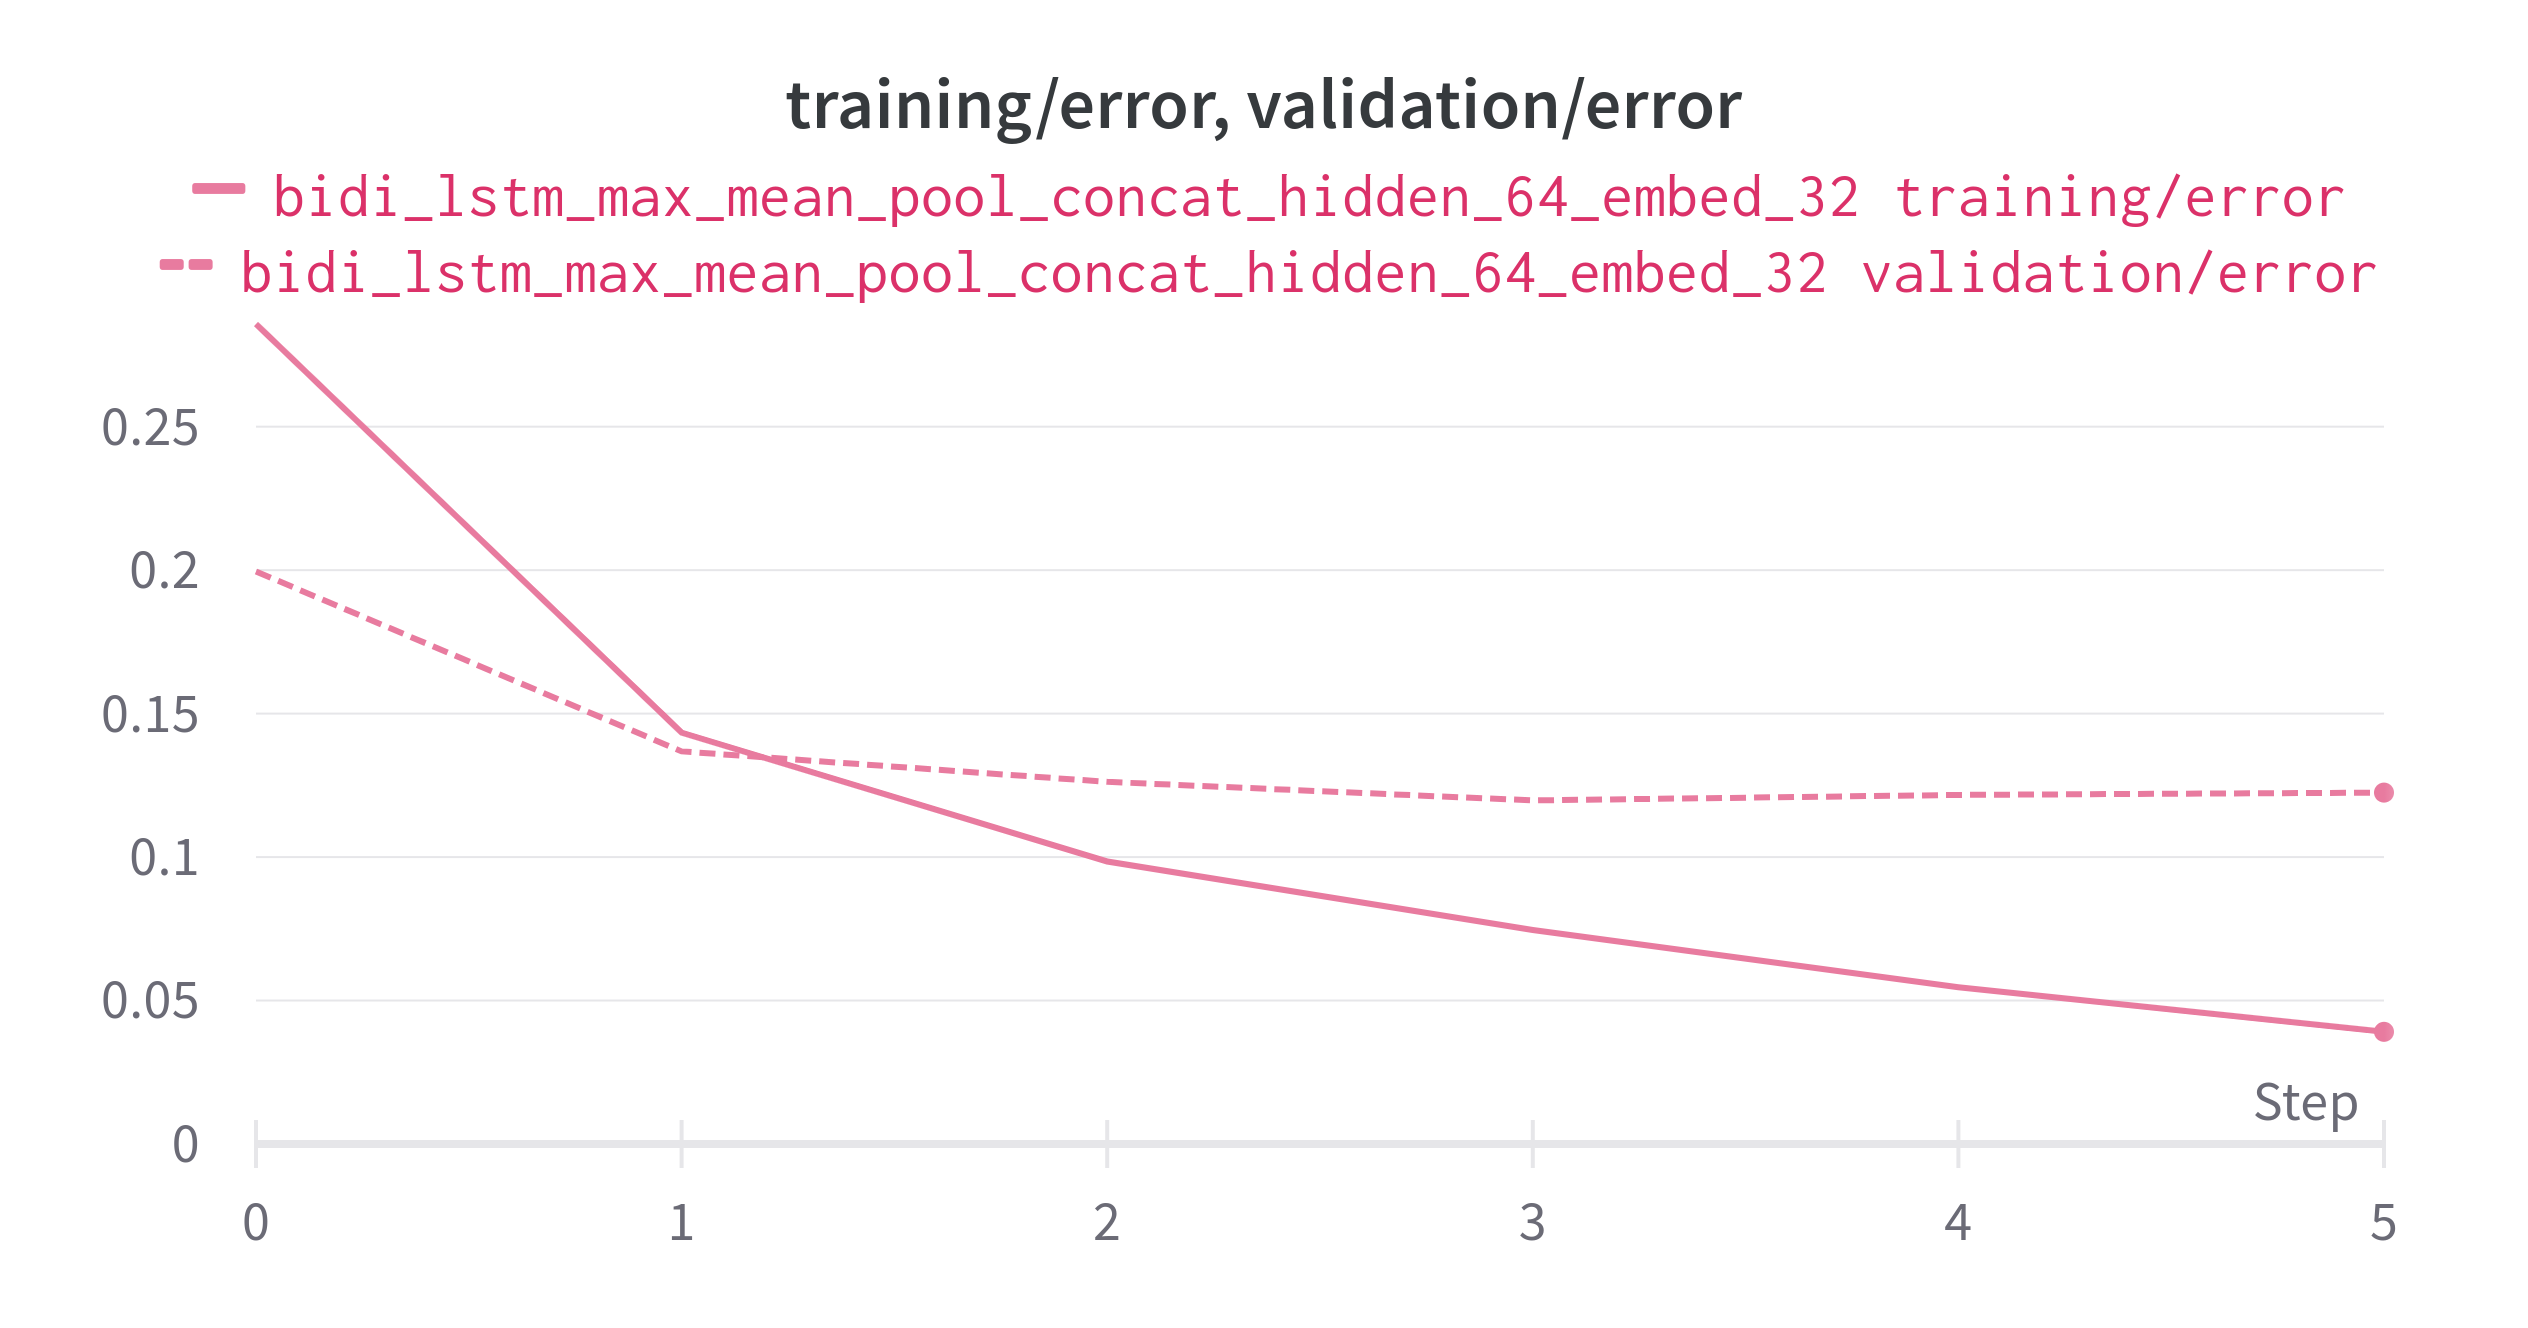 training/error, validation/error
bidi_lstm_max_mean_pool_concat_hidden_64_embed_32 training/error
bidi_lstm_max_mean_pool_concat_hidden_64_embed_32 validation/error
0.25
0.2
0.15
0.1
0.05
Step
0
0 1 2 3 4 5